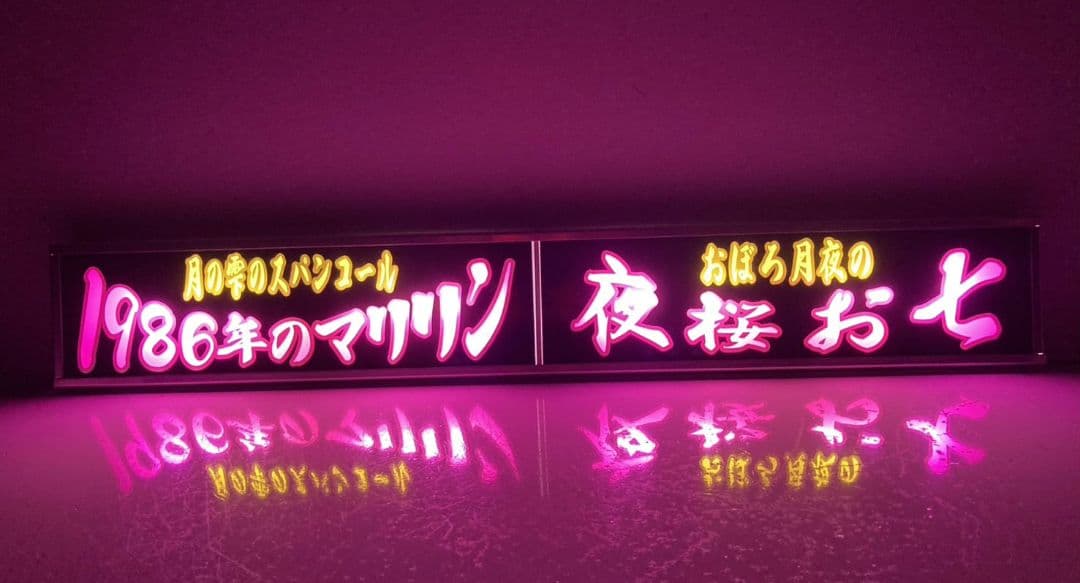 月の雫のスパンコール
1986年のマリリン
おぼろ月夜の
夜桜お七